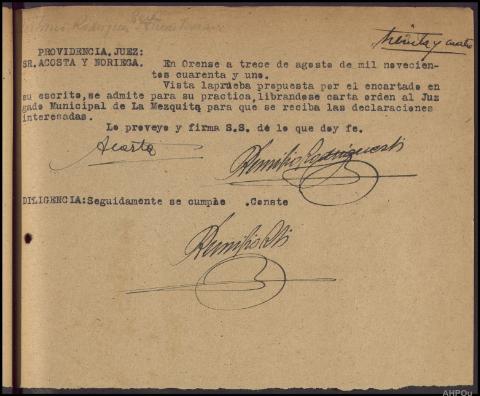 treinta y cuatro
PROVIDENCIA.JUEZ:
SR.ACOSTA Y NORIEGA. En Orense a trece de agosto de mil novecien-
tos cuarenta y uno.
Vista laprueba propuesta por el encartado en
su escrito,se admite para su practica,librandese carta orden al Juz
gado Municipal de La Mezquita para que se reciba las declaraciones
interesadas.
Lo proveyo y firma S.S. de lo que doy fe.
Acosta
DILIGENCIA:Seguidamente se cumple .Conste
AHPOu